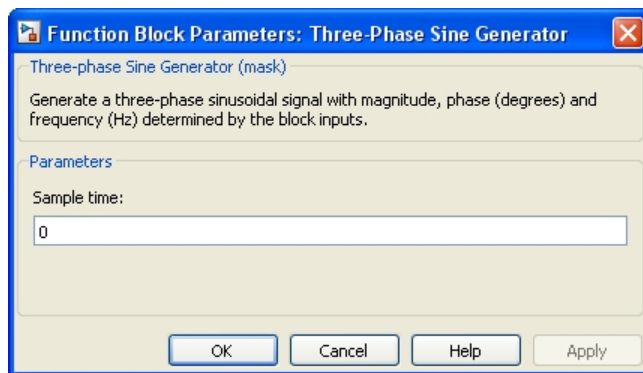 Function Block Parameters: Three-Phase Sine Generator
Three-phase Sine Generator (mask)
Generate a three-phase sinusoidal signal with magnitude, phase (degrees) and
frequency (Hz) determined by the block inputs.
Parameters
Sample time:
0
OK Cancel Help Apply